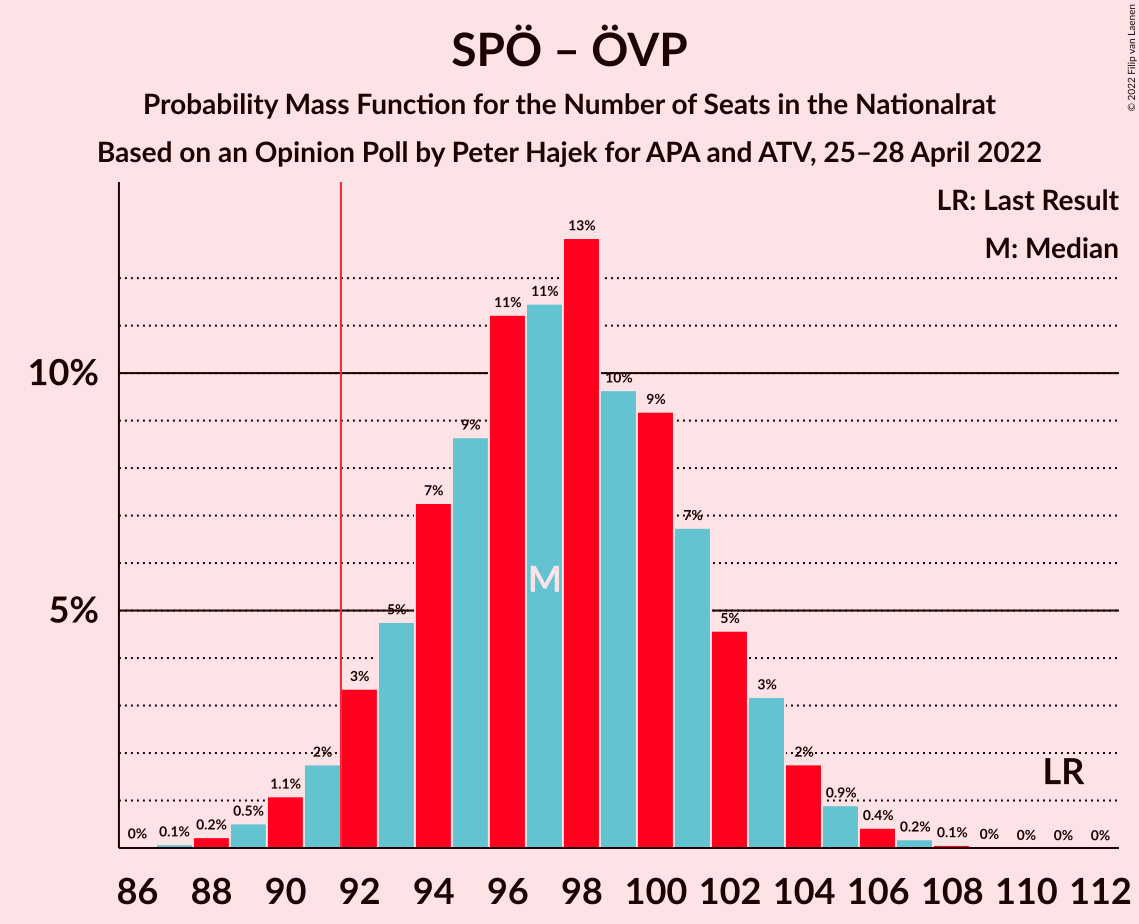 SPÖ – ÖVP
Probability Mass Function for the Number of Seats in the Nationalrat
Based on an Opinion Poll by Peter Hajek for APA and ATV, 25–28 April 2022
© 2022 Filip van Laenen
LR: Last Result
M: Median
10%
5%
0% 0.1% 0.2% 0.5% 1.1% 2% 3% 5% 7% 9% 11% 11% 13% 10% 9% 7% 5% 3% 2% 0.9% 0.4% 0.2% 0.1% 0% 0% 0% 0%
M
LR
86 88 90 92 94 96 98 100 102 104 106 108 110 112